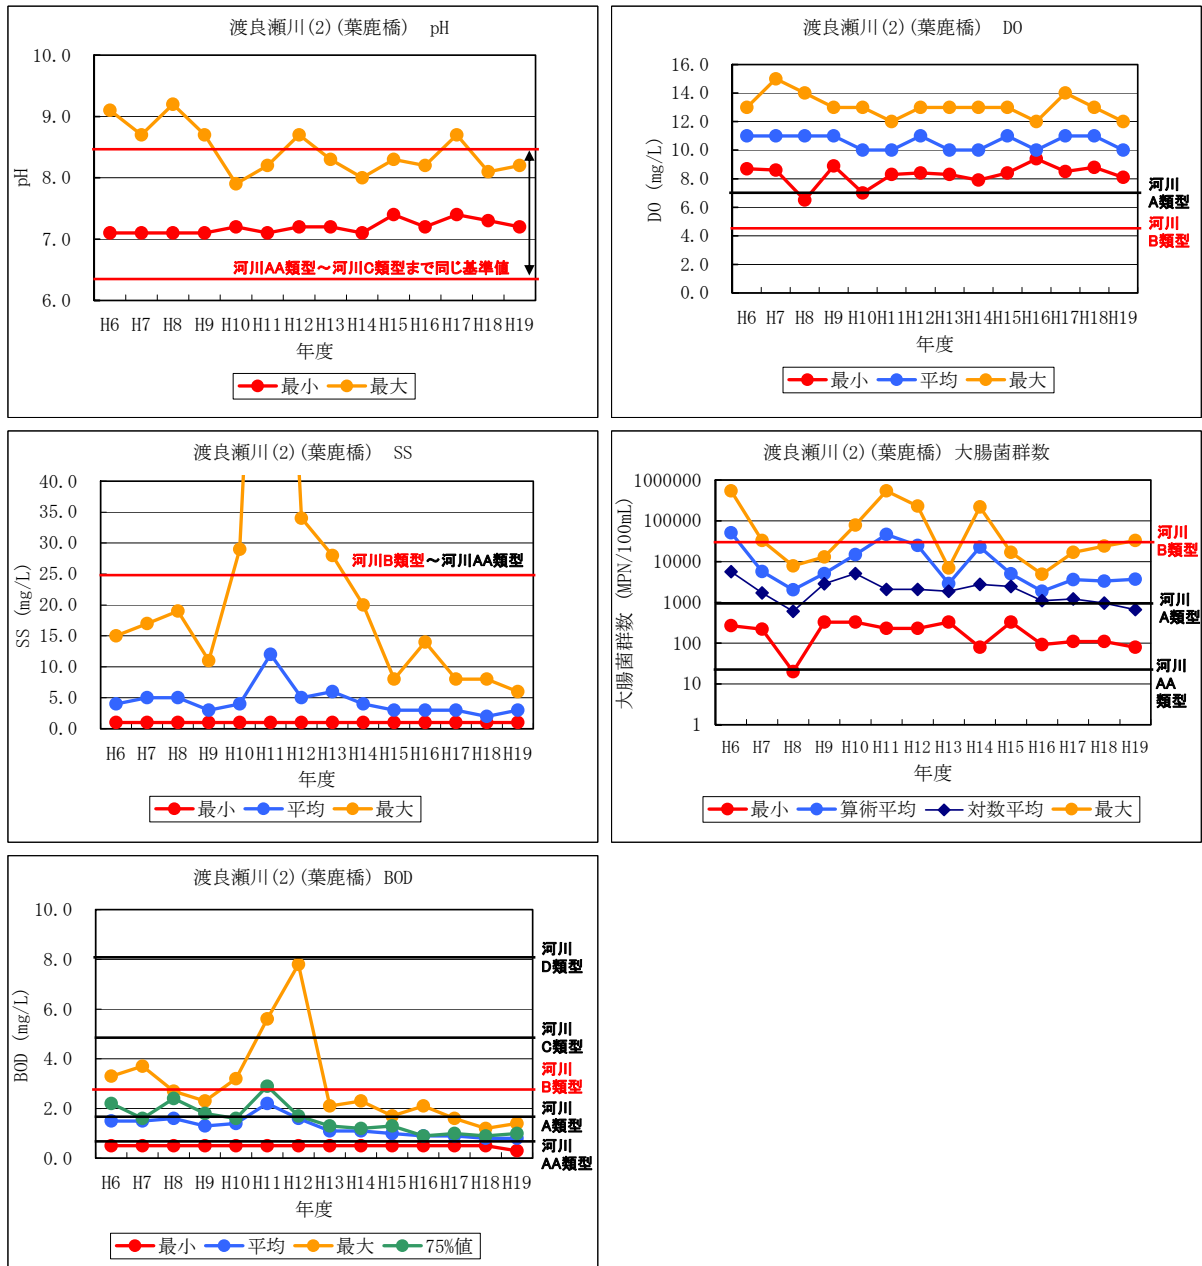 渡良瀬川(2)(葉鹿橋) pH
10.0
9.0
8.0
7.0
6.0
pH
河川AA類型～河川C類型まで同じ基準値
H6 H7 H8 H9 H10 H11 H12 H13 H14 H15 H16 H17 H18 H19
年度
最小 最大
渡良瀬川(2)(葉鹿橋) DO
16.0
14.0
12.0
10.0
8.0
6.0
4.0
2.0
0.0
DO (mg/L)
河川
A類型
河川
B類型
H6 H7 H8 H9 H10 H11 H12 H13 H14 H15 H16 H17 H18 H19
年度
最小 平均 最大
渡良瀬川(2)(葉鹿橋) SS
40.0
35.0
30.0
25.0
20.0
15.0
10.0
5.0
0.0
SS (mg/L)
河川B類型～河川AA類型
H6 H7 H8 H9 H10 H11 H12 H13 H14 H15 H16 H17 H18 H19
年度
最小 平均 最大
渡良瀬川(2)(葉鹿橋) 大腸菌群数
1000000
100000
10000
1000
100
10
1
大腸菌群数 (MPN/100mL)
河川
B類型
河川
A類型
河川
AA
類型
H6 H7 H8 H9 H10 H11 H12 H13 H14 H15 H16 H17 H18 H19
年度
最小 算術平均 対数平均 最大
渡良瀬川(2)(葉鹿橋) BOD
10.0
8.0
6.0
4.0
2.0
0.0
BOD (mg/L)
河川
D類型
河川
C類型
河川
B類型
河川
A類型
河川
AA類型
H6 H7 H8 H9 H10 H11 H12 H13 H14 H15 H16 H17 H18 H19
年度
最小 平均 最大 75%値